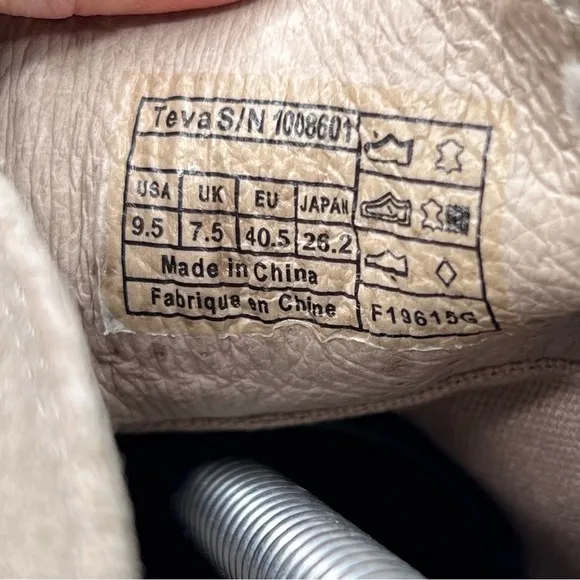 Teva S/N 1008601
USA UK EU JAPAN
9.5 7.5 40.5 26.2
Made in China
Fabrique en Chine
F19615G